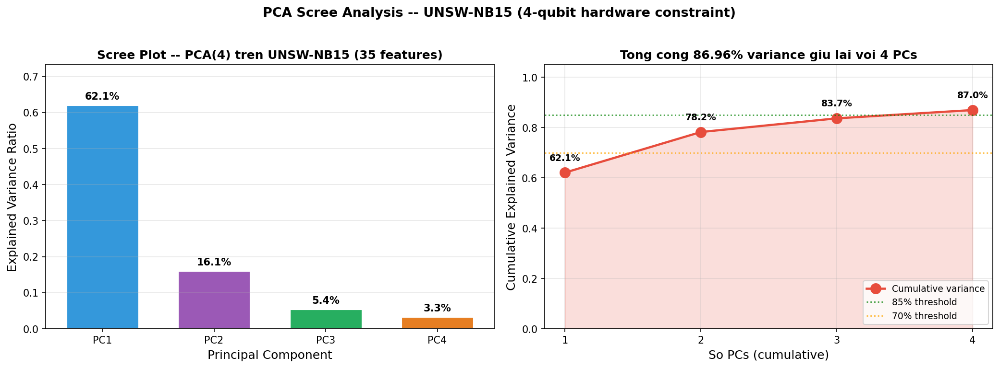 PCA Scree Analysis -- UNSW-NB15 (4-qubit hardware constraint)
Scree Plot -- PCA(4) tren UNSW-NB15 (35 features)
Explained Variance Ratio
0.7
0.6
0.5
0.4
0.3
0.2
0.1
0.0
62.1%
16.1%
5.4%
3.3%
PC1
PC2
PC3
PC4
Principal Component
Tong cong 86.96% variance giu lai voi 4 PCs
Cumulative Explained Variance
1.0
0.8
0.6
0.4
0.2
0.0
62.1%
78.2%
83.7%
87.0%
Cumulative variance
85% threshold
70% threshold
1
2
3
4
So PCs (cumulative)